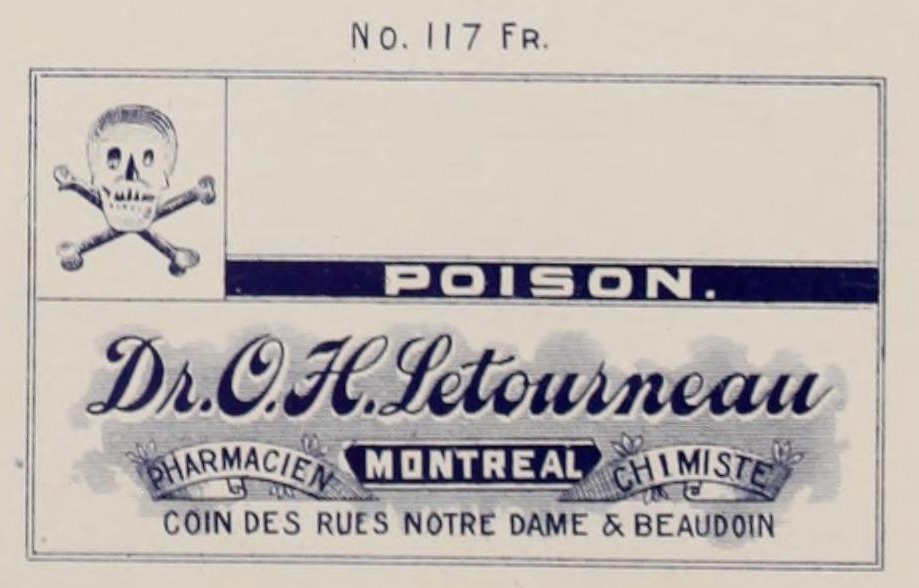 No. 117 FR.
POISON.
Dr. O. H. Letourneau
PHARMACIEN MONTREAL CHIMISTE
COIN DES RUES NOTRE DAME & BEAUDOIN